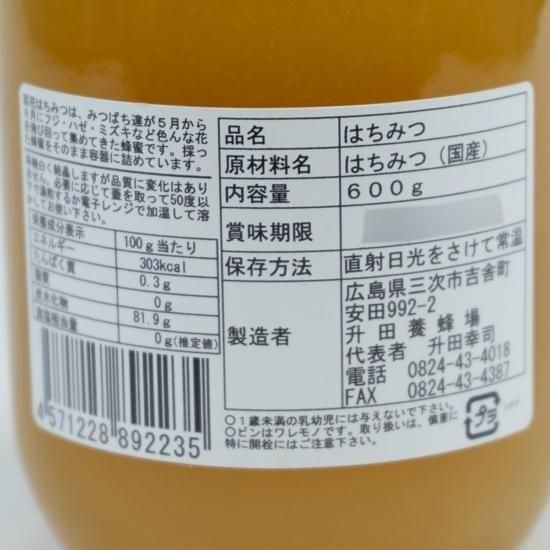 百花はちみつは、みつばち達が5月から
6月にフジ・ハゼ・ミズキなど色んな花
を飛び回って集めてきた蜂蜜です。採っ
た蜂蜜をそのまま容器に詰めています。
白く結晶しますが品質に変化はあり
ません。必要に応じて蓋を取って50度以
下で湯煎するか電子レンジで加温して溶
かしてお使い下さい。
栄養成分表示
100g当たり
エネルギー 303kcal
たんぱく質 0.3g
脂質 0g
炭水化物 81.9g
食塩相当量 0g(推定値)
4 571228 892235
品名 はちみつ
原材料名 はちみつ(国産)
内容量 600g
賞味期限
保存方法 直射日光をさけて常温
製造者
広島県三次市吉舎町
安田992-2
升田養蜂場
代表者 升田幸司
電話 0824-43-4018
FAX 0824-43-4387
○1歳未満の乳幼児には与えないで下さい。
○ビンはワレモノです。取り扱いは、慎重に
特に開栓にはご注意下さい。
プラ